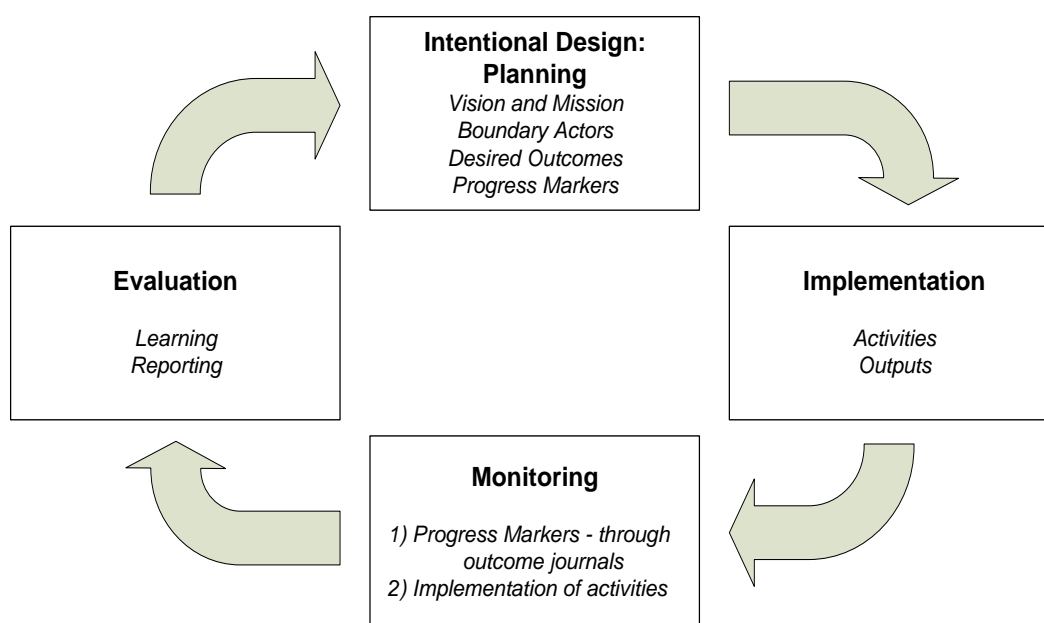 Intentional Design:
Planning
Vision and Mission
Boundary Actors
Desired Outcomes
Progress Markers
Implementation
Activities
Outputs
Monitoring
1) Progress Markers - through
outcome journals
2) Implementation of activities
Evaluation
Learning
Reporting